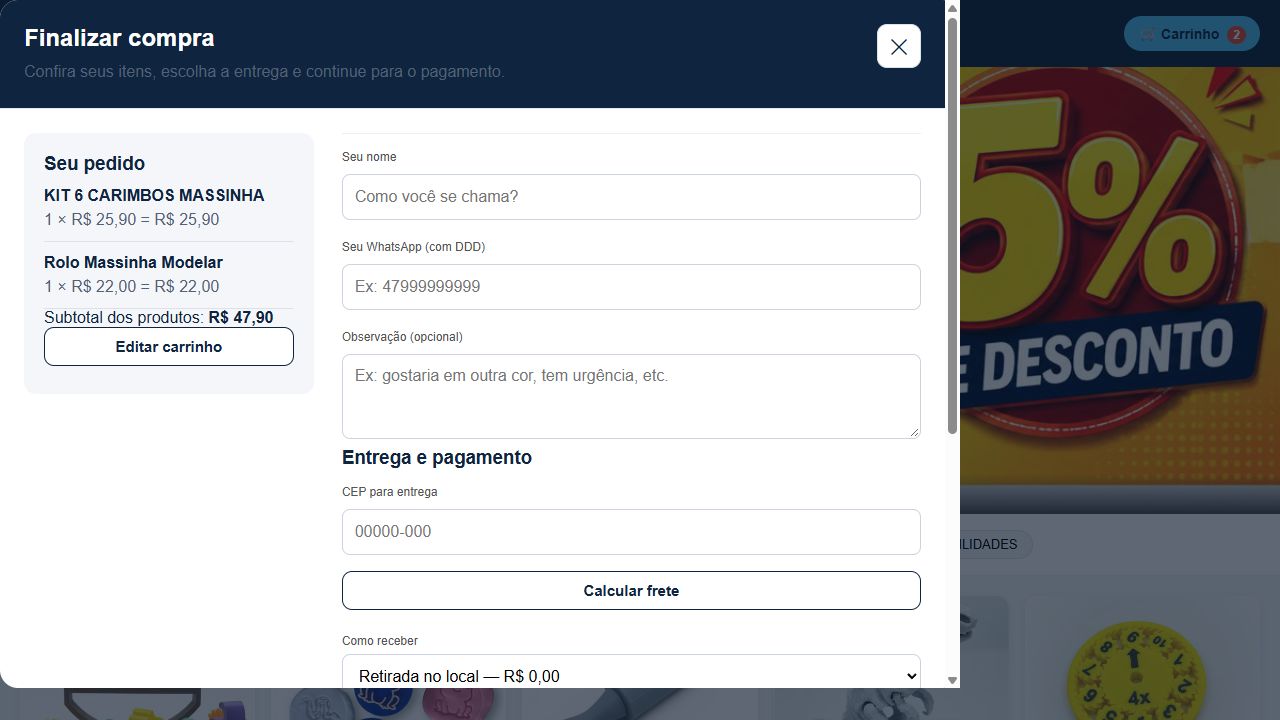 Finalizar compra
Confira seus itens, escolha a entrega e continue para o pagamento.
Carrinho 2
Seu pedido
KIT 6 CARIMBOS MASSINHA
1 × R$ 25,90 = R$ 25,90
Rolo Massinha Modelar
1 × R$ 22,00 = R$ 22,00
Subtotal dos produtos: R$ 47,90
Editar carrinho
Seu nome
Como você se chama?
Seu WhatsApp (com DDD)
Ex: 47999999999
Observação (opcional)
Ex: gostaria em outra cor, tem urgência, etc.
Entrega e pagamento
CEP para entrega
00000-000
Calcular frete
Como receber
Retirada no local — R$ 0,00
5%
E DESCONTO
ILIDADES
4x